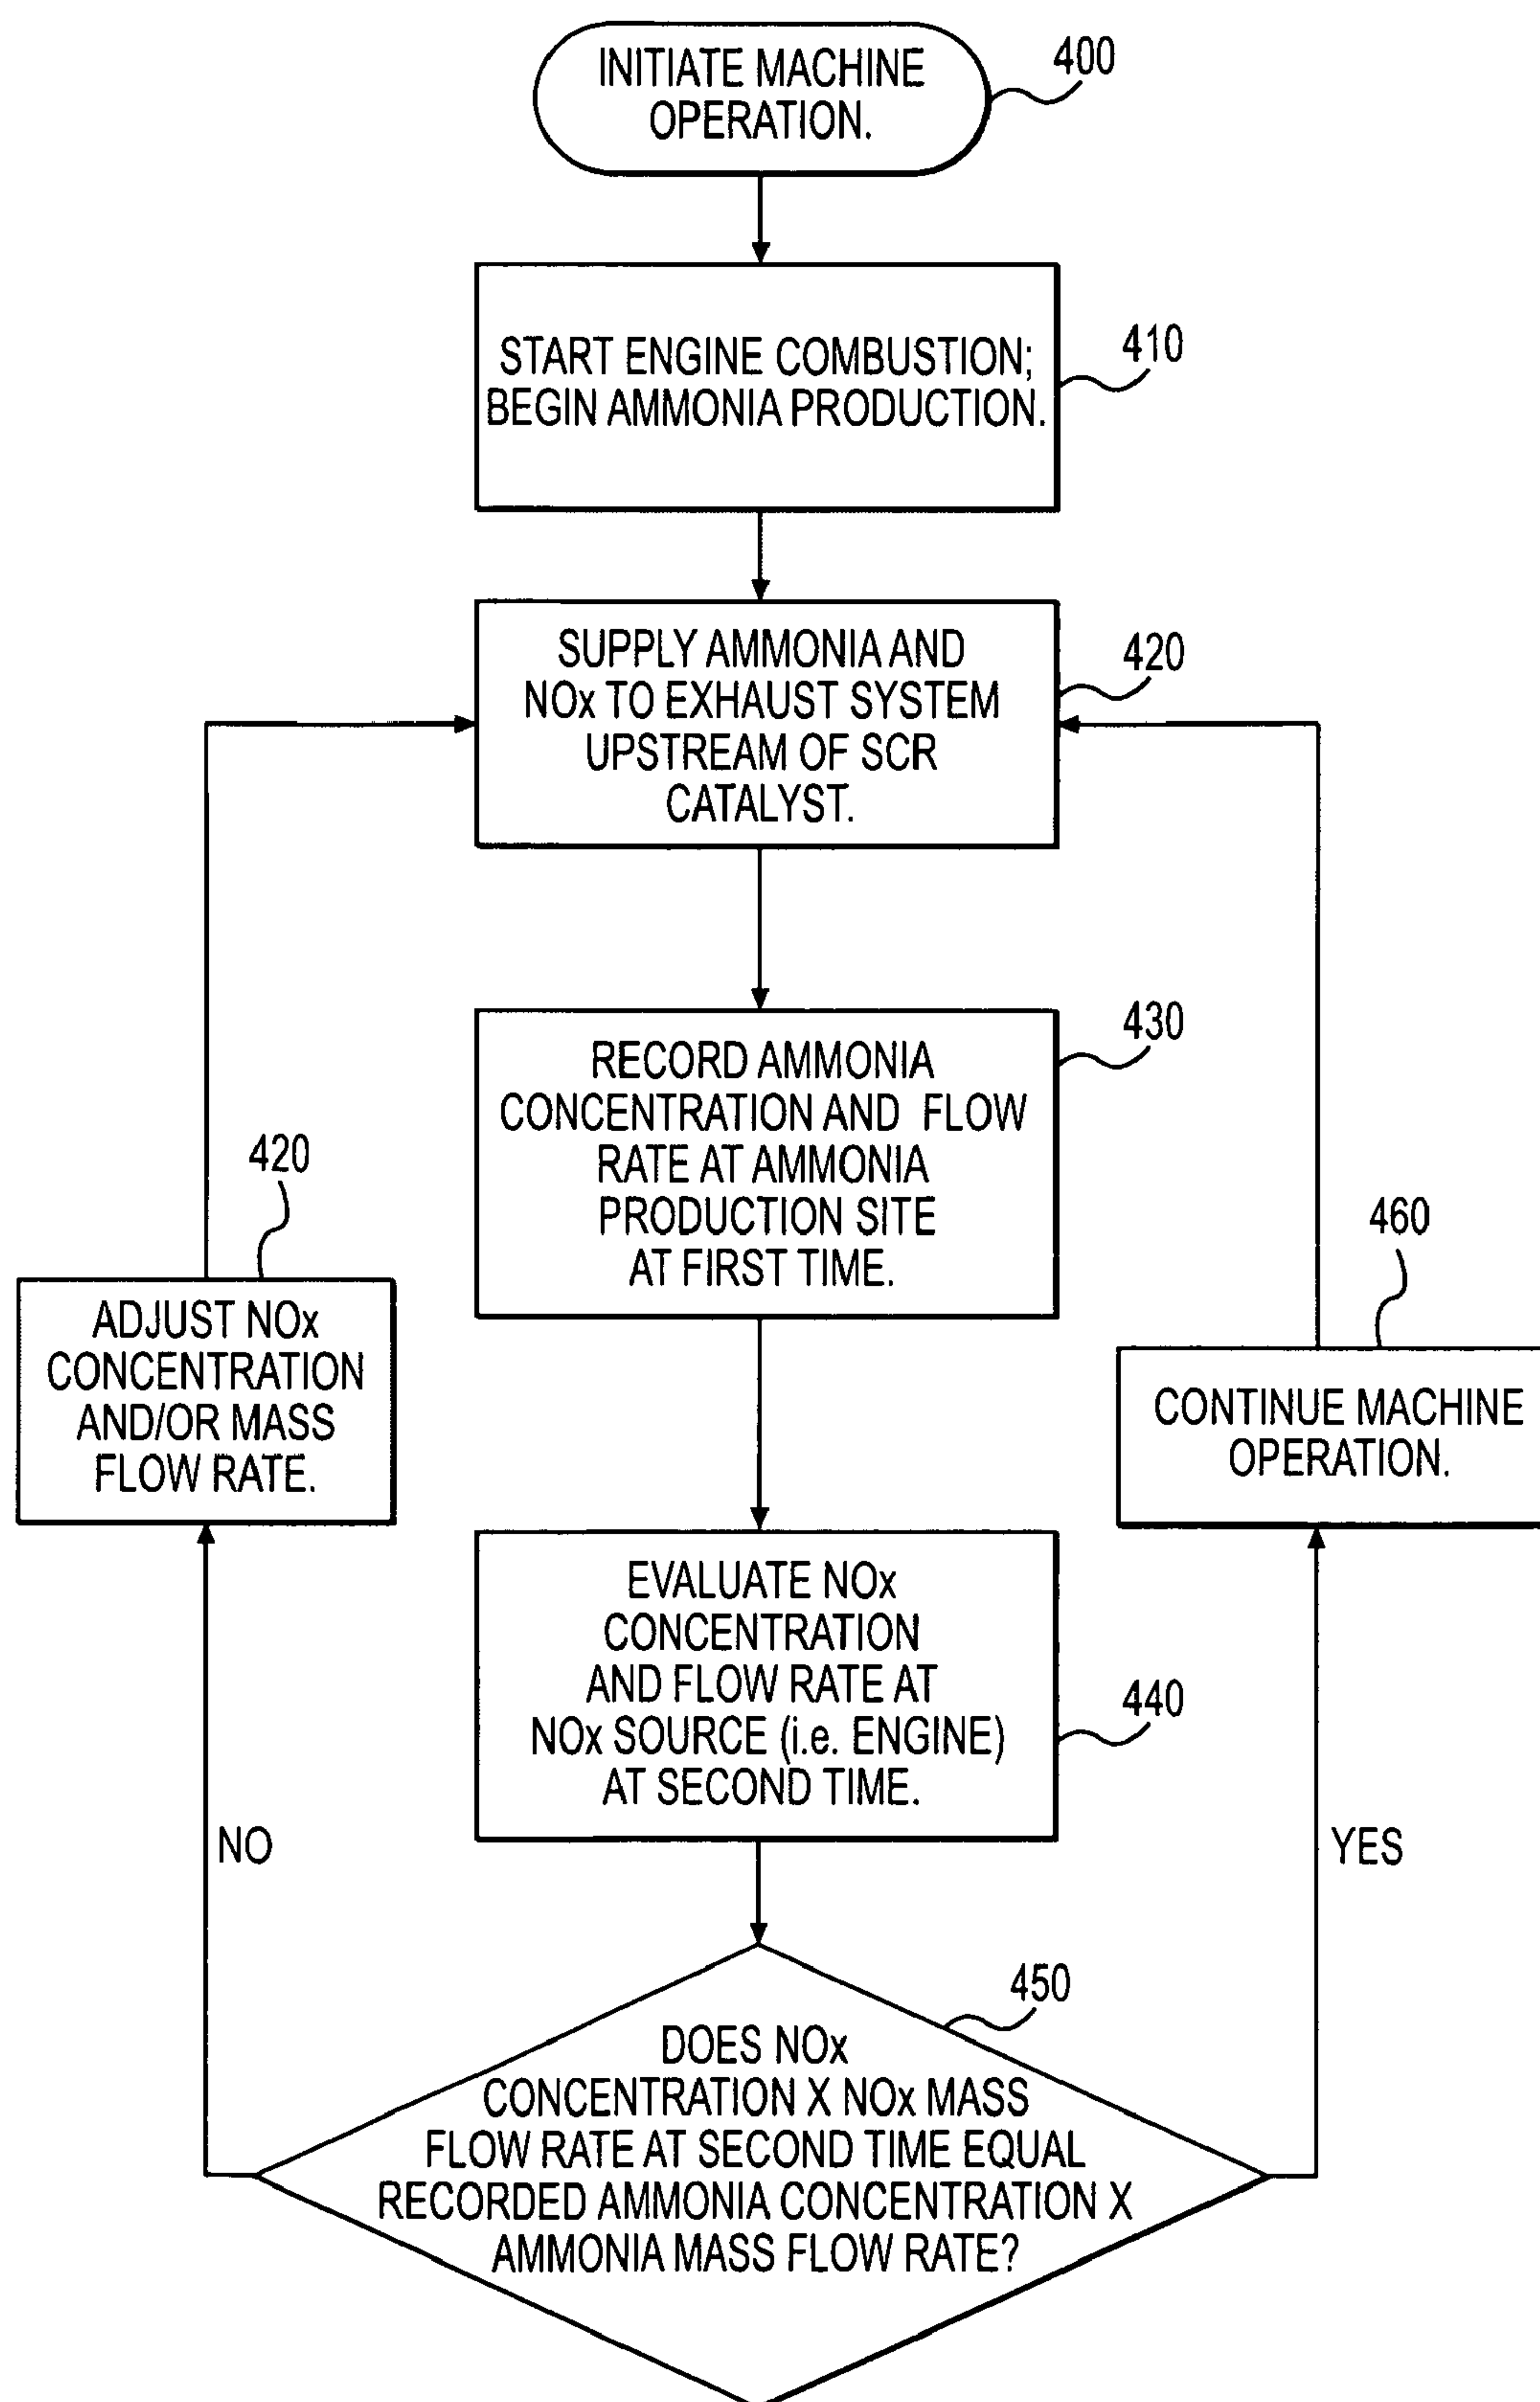 INITIATE MACHINE
OPERATION.
400
START ENGINE COMBUSTION;
BEGIN AMMONIA PRODUCTION.
410
SUPPLY AMMONIA AND
NOx TO EXHAUST SYSTEM
UPSTREAM OF SCR
CATALYST.
420
RECORD AMMONIA
CONCENTRATION AND FLOW
RATE AT AMMONIA
PRODUCTION SITE
AT FIRST TIME.
430
420
ADJUST NOx
CONCENTRATION
AND/OR MASS
FLOW RATE.
460
CONTINUE MACHINE
OPERATION.
EVALUATE NOx
CONCENTRATION
AND FLOW RATE AT
NOx SOURCE (i.e. ENGINE)
AT SECOND TIME.
440
NO
YES
450
DOES NOx
CONCENTRATION X NOx MASS
FLOW RATE AT SECOND TIME EQUAL
RECORDED AMMONIA CONCENTRATION X
AMMONIA MASS FLOW RATE?